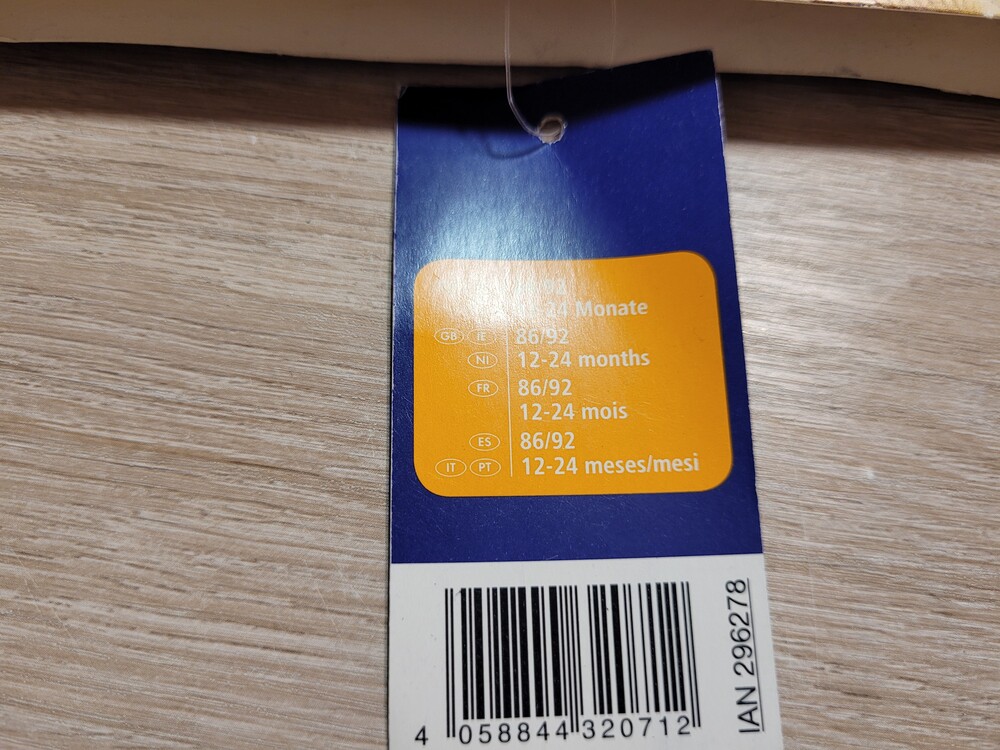 24 Monate
GB IE 86/92
NI 12-24 months
FR 86/92
12-24 mois
ES 86/92
IT PT 12-24 meses/mesi
4 058844 320712
IAN 296278